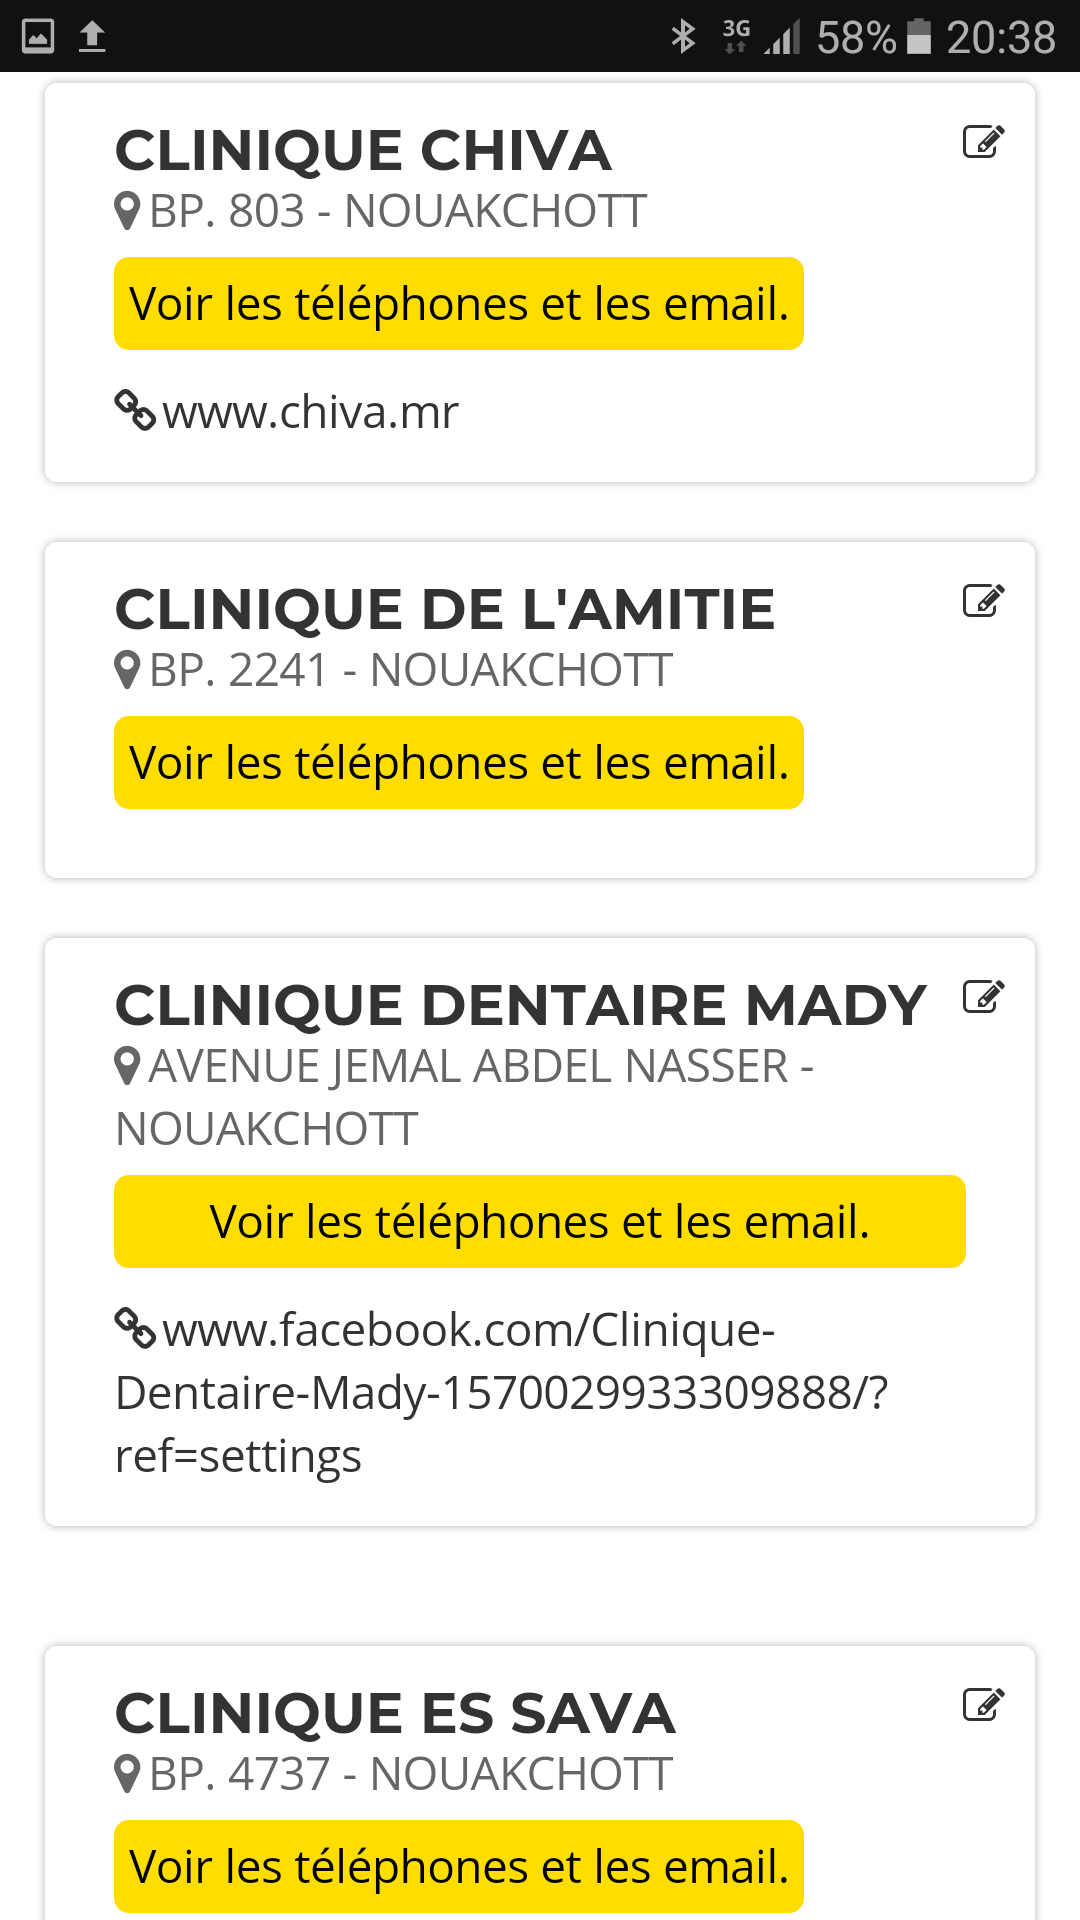 3G 58% 20:38
CLINIQUE CHIVA
BP. 803 - NOUAKCHOTT
Voir les téléphones et les email.
www.chiva.mr
CLINIQUE DE L'AMITIE
BP. 2241 - NOUAKCHOTT
Voir les téléphones et les email.
CLINIQUE DENTAIRE MADY
AVENUE JEMAL ABDEL NASSER -
NOUAKCHOTT
Voir les téléphones et les email.
www.facebook.com/Clinique-
Dentaire-Mady-1570029933309888/?
ref=settings
CLINIQUE ES SAVA
BP. 4737 - NOUAKCHOTT
Voir les téléphones et les email.